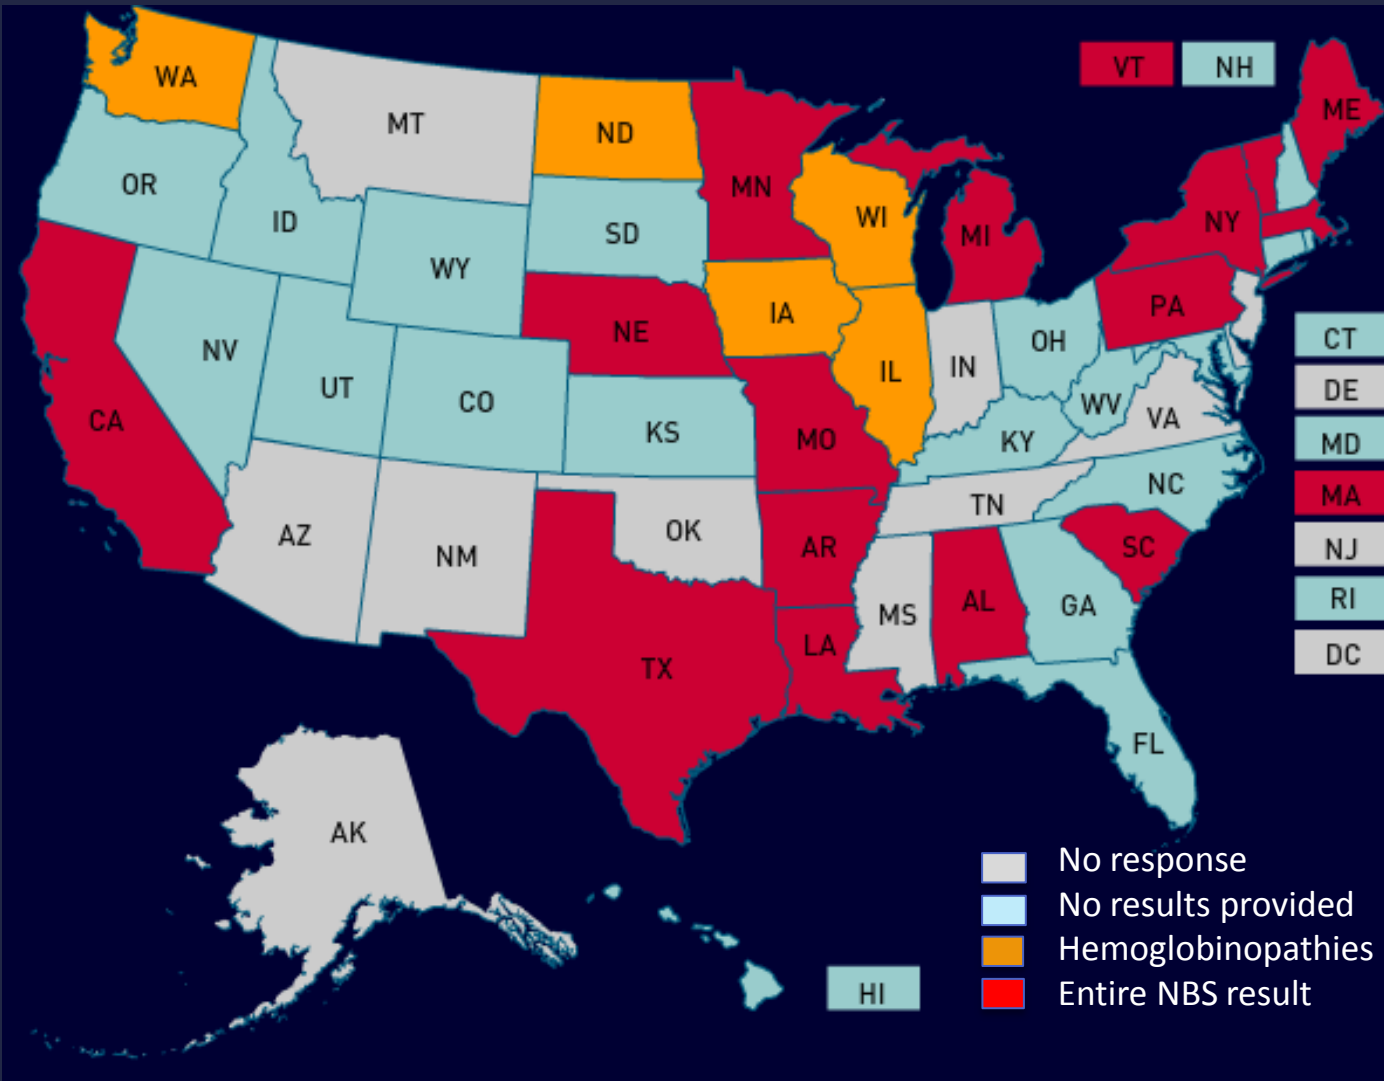 WA
MT
ND
MN
VT
NH
ME
OR
ID
SD
WI
MI
NY
WY
NE
IA
PA
NV
UT
CO
KS
IL
IN
OH
WV
VA
KY
CA
MO
CT
DE
MD
MA
NJ
RI
DC
AZ
NM
OK
AR
TN
NC
SC
MS
AL
GA
TX
LA
FL
AK
HI
No response
No results provided
Hemoglobinopathies
Entire NBS result